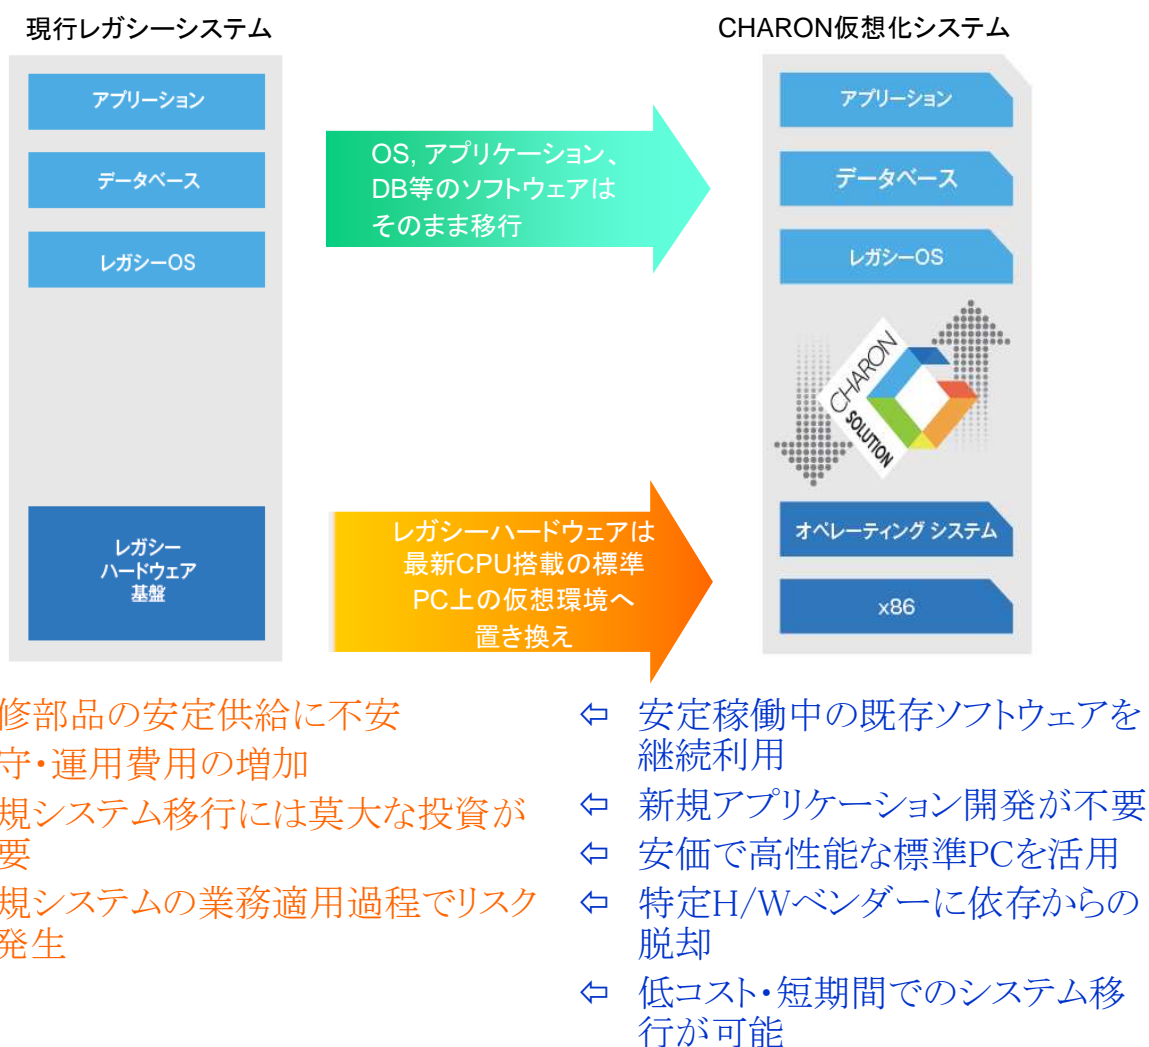 現行レガシーシステム
アプリーション
データベース
レガシーOS
レガシー
ハードウェア
基盤
OS, アプリケーション、
DB等のソフトウェアは
そのまま移行
レガシーハードウェアは
最新CPU搭載の標準
PC上の仮想環境へ
置き換え
CHARON仮想化システム
アプリーション
データベース
レガシーOS
CHARON
SOLUTION
オペレーティング システム
x86
修部品の安定供給に不安
守・運用費用の増加
規システム移行には莫大な投資が
要
規システムの業務適用過程でリスク
発生
安定稼働中の既存ソフトウェアを
継続利用
新規アプリケーション開発が不要
安価で高性能な標準PCを活用
特定H/Wベンダーに依存からの
脱却
低コスト・短期間でのシステム移
行が可能